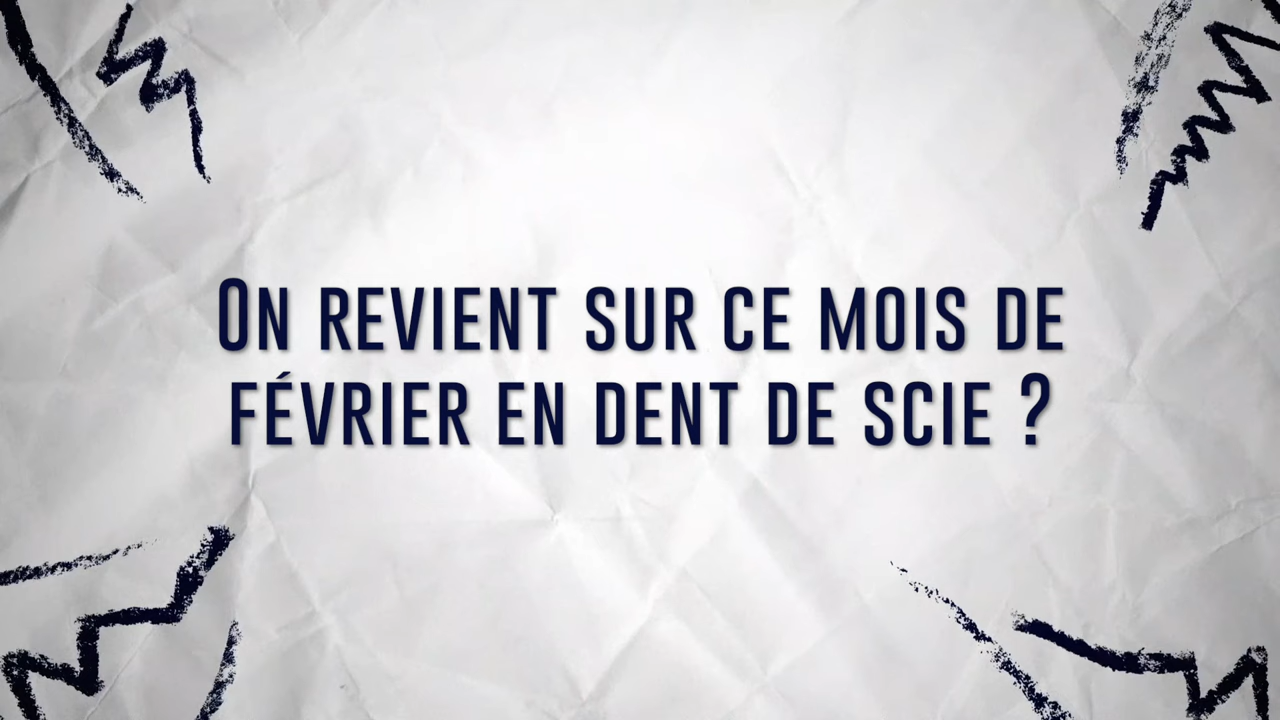 On revient sur ce mois de
février en dent de scie ?